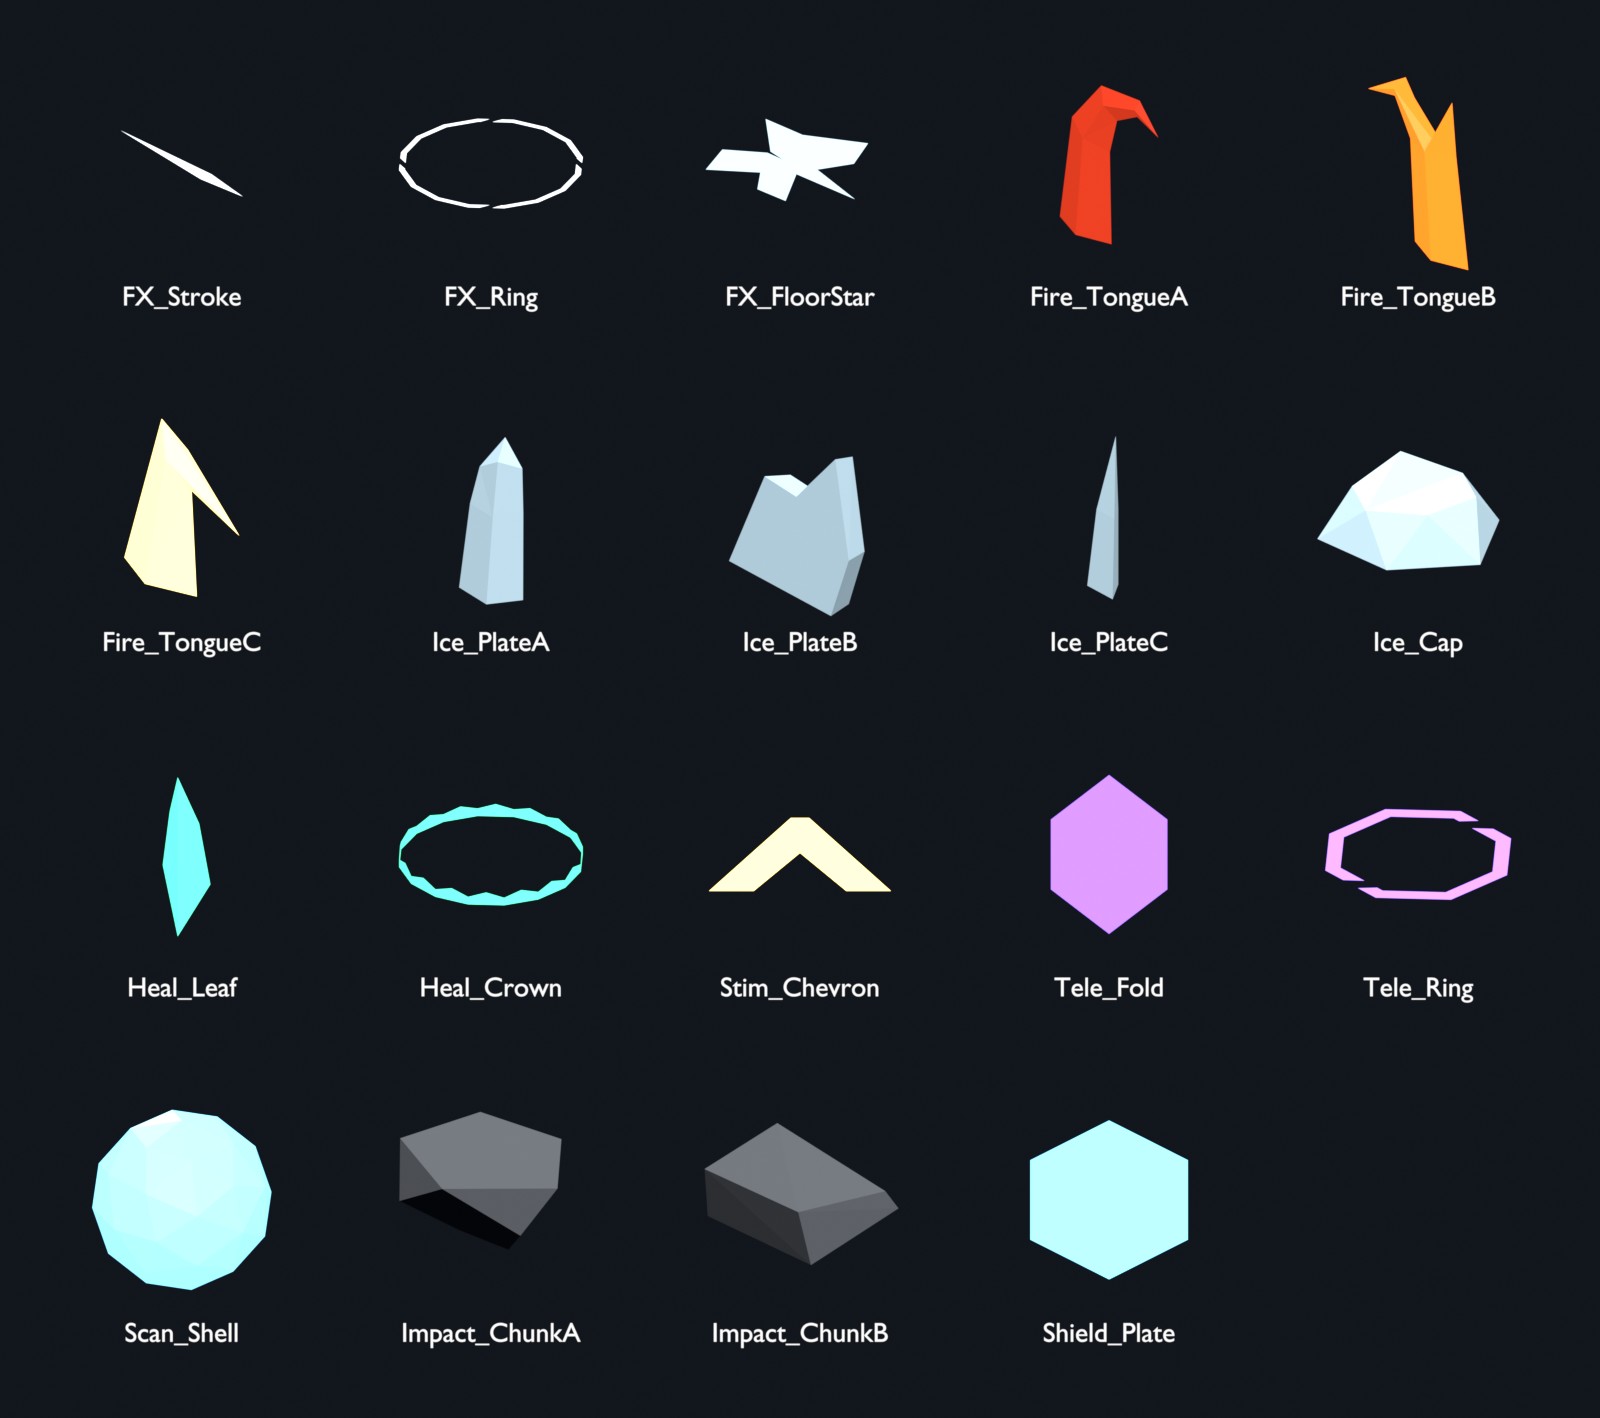 FX_Stroke
FX_Ring
FX_FloorStar
Fire_TongueA
Fire_TongueB
Fire_TongueC
Ice_PlateA
Ice_PlateB
Ice_PlateC
Ice_Cap
Heal_Leaf
Heal_Crown
Stim_Chevron
Tele_Fold
Tele_Ring
Scan_Shell
Impact_ChunkA
Impact_ChunkB
Shield_Plate